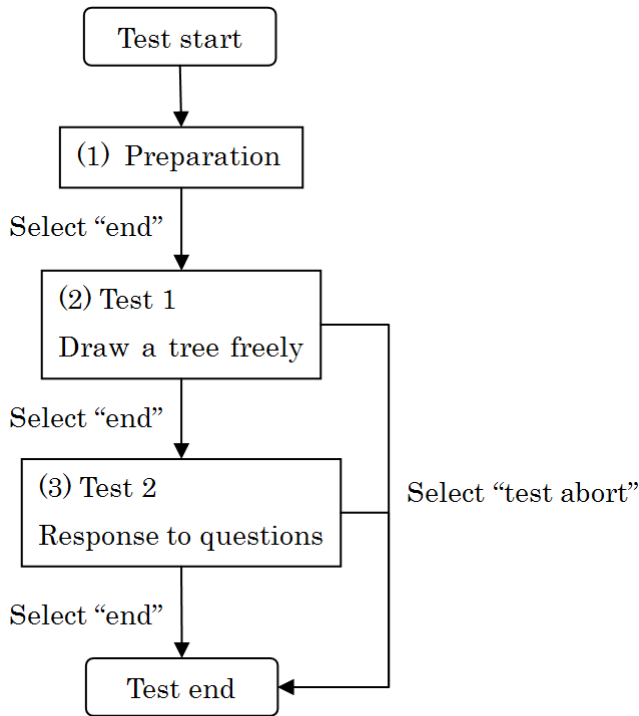 Test start
(1) Preparation
Select “end”
(2) Test 1
Draw a tree freely
Select “end”
(3) Test 2
Response to questions
Select “test abort”
Select “end”
Test end